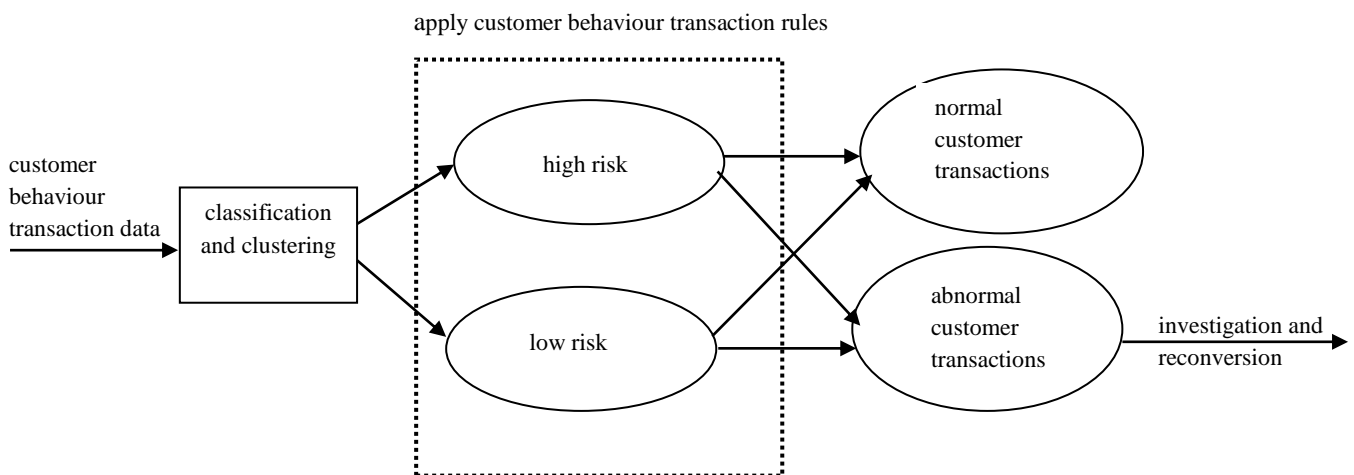 apply customer behaviour transaction rules
customer
behaviour
transaction data
classification
and clustering
high risk
low risk
normal
customer
transactions
abnormal
customer
transactions
investigation and
reconversion